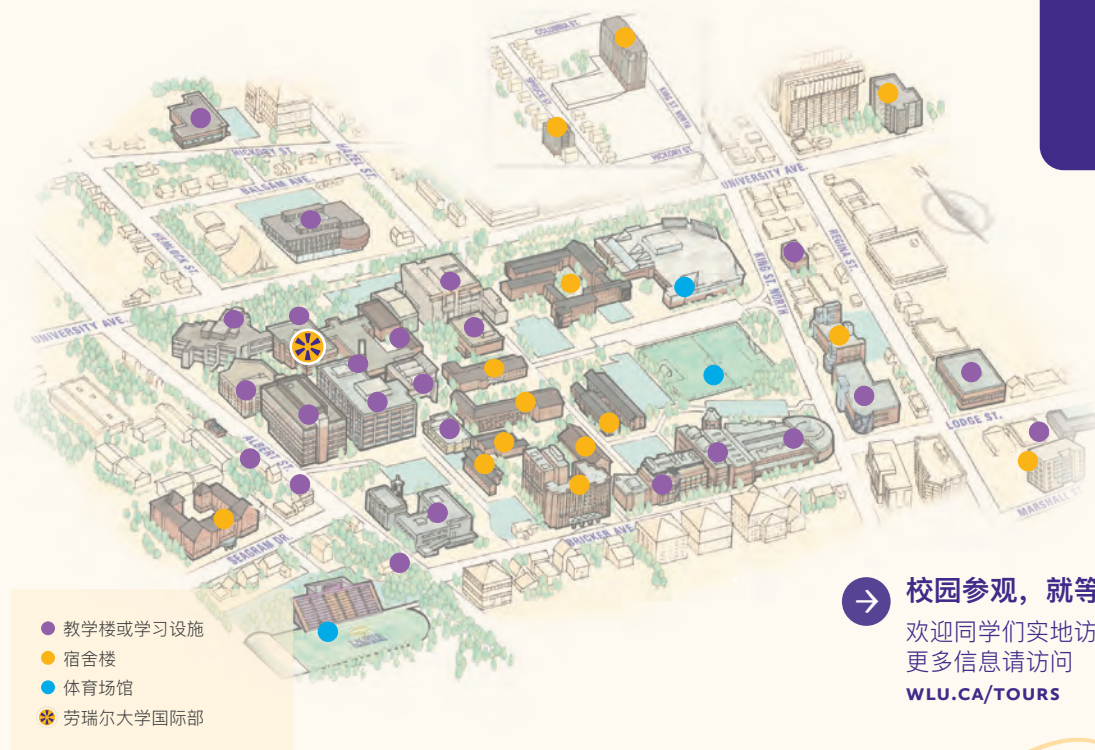 COLUMBIA ST.
SPRUCE ST.
KING ST. NORTH
HICKORY ST.
HICKORY ST.
HAZEL ST.
BALSAM AVE.
HEMLOCK ST.
UNIVERSITY AVE.
N
REGINA ST.
KING ST. NORTH
UNIVERSITY AVE.
ALBERT ST.
LODGE ST.
MARSHALL ST.
SEAGRAM DR.
BRICKER AVE.
教学楼或学习设施
宿舍楼
体育场馆
劳瑞尔大学国际部
校园参观，就等
欢迎同学们实地访
更多信息请访问
WLU.CA/TOURS